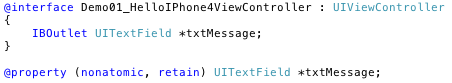 @interface Demo01_HelloIPhone4ViewController : UIViewController
{
    IBOutlet UITextField *txtMessage;
}
@property (nonatomic, retain) UITextField *txtMessage;